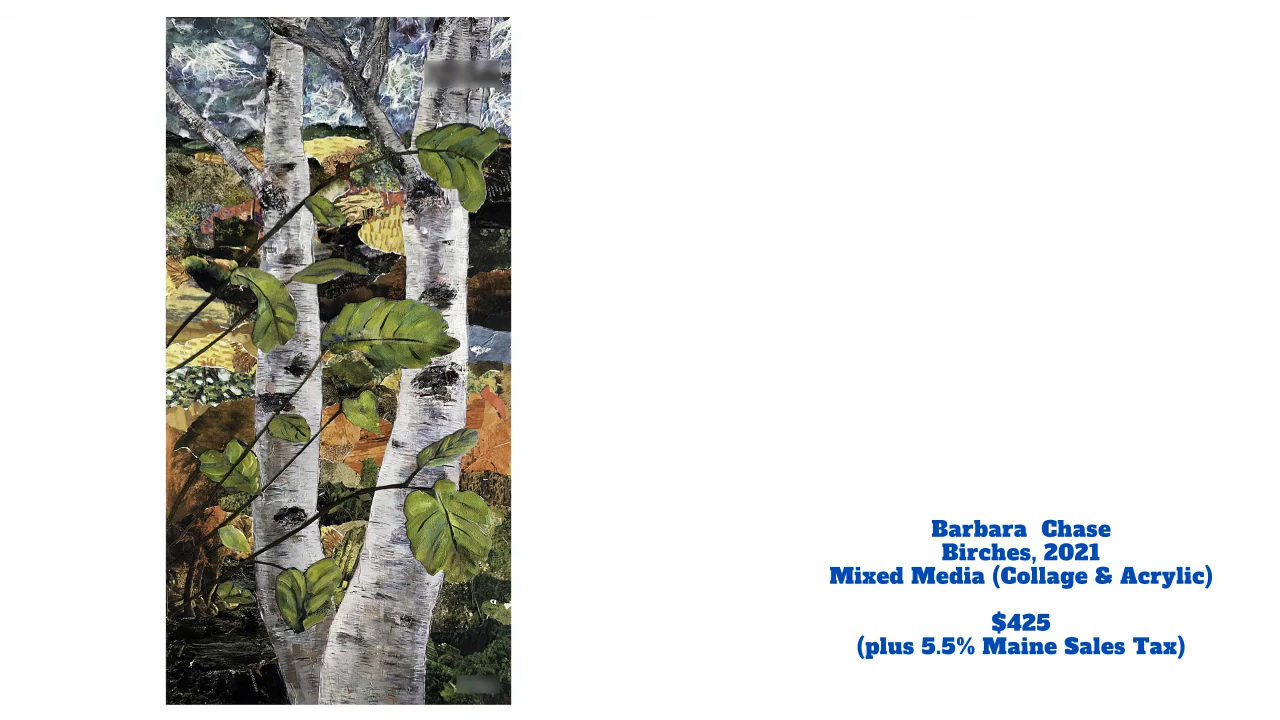 Barbara Chase
Birches, 2021
Mixed Media (Collage & Acrylic)
$425
(plus 5.5% Maine Sales Tax)